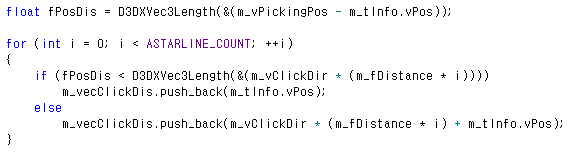 float fPosDis = D3DXVec3Length(&(m_vPickingPos - m_tInfo.vPos));
for (int i = 0; i < ASTARLINE_COUNT; ++i)
{
if (fPosDis < D3DXVec3Length(&(m_vClickDir * (m_fDistance * i))))
m_vecClickDis.push_back(m_tInfo.vPos);
else
m_vecClickDis.push_back(m_vClickDir * (m_fDistance * i) + m_tInfo.vPos);
}